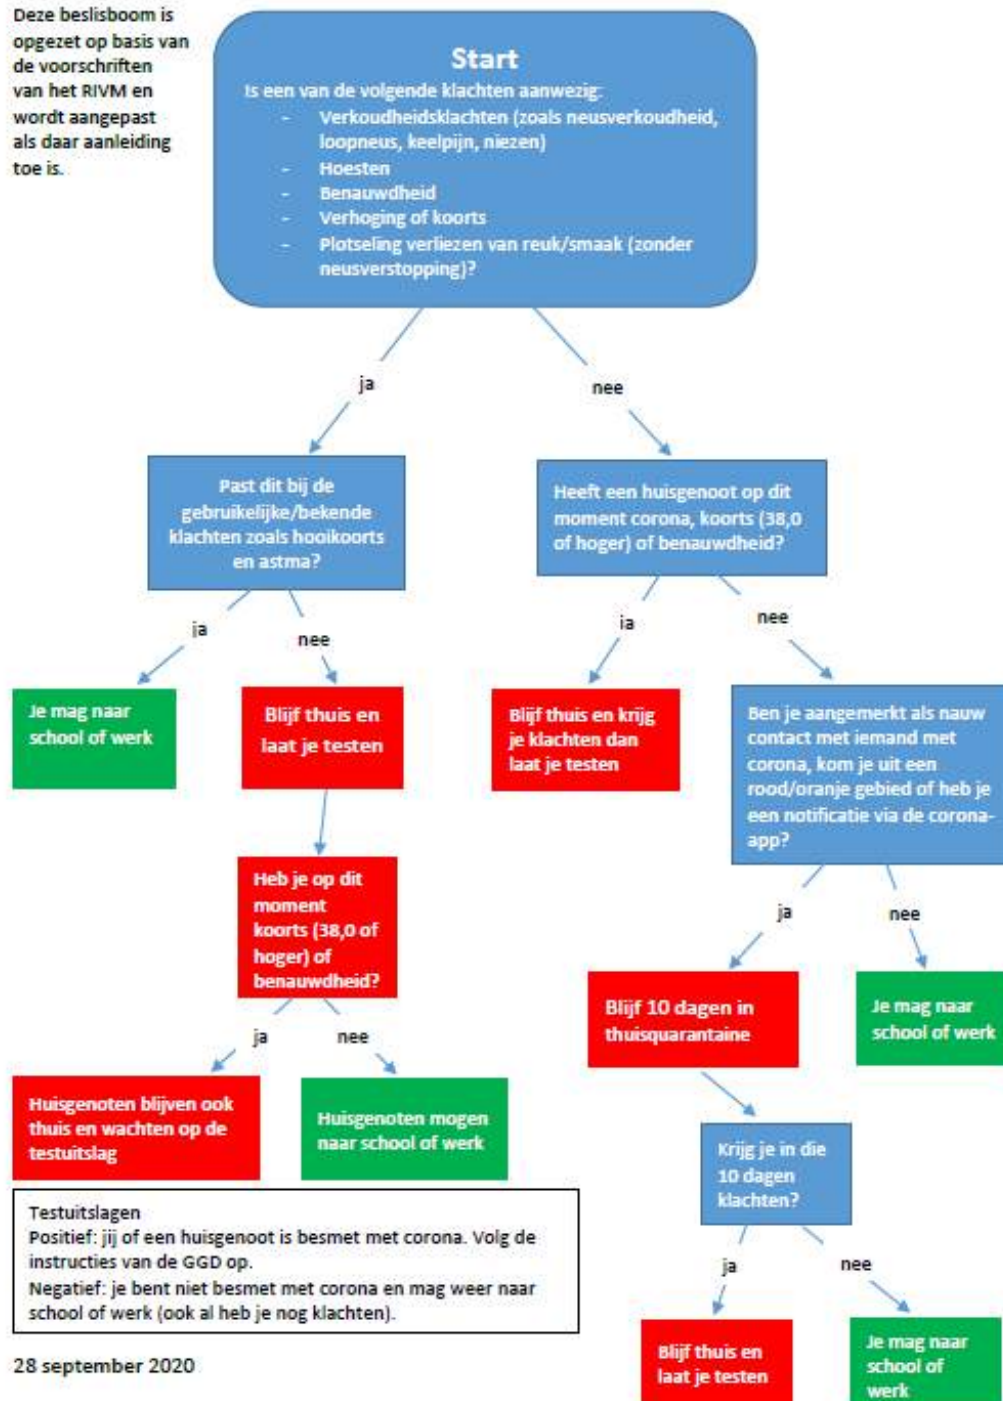 Deze beslisboom is
opgezet op basis van
de voorschriften
van het RIVM en
wordt aangepast
als daar aanleiding
toe is.
Start
Is een van de volgende klachten aanwezig:
- Verkoudheidsklachten (zoals neusverkoudheid,
loopneus, keelpijn, niezen)
- Hoesten
- Benauwdheid
- Verhoging of koorts
- Plotseling verliezen van reuk/smaak (zonder
neusverstopping)?
ja
nee
Past dit bij de
gebruikelijke/bekende
klachten zoals hooikoorts
en astma?
Heeft een huisgenoot op dit
moment corona, koorts (38,0
of hoger) of benauwdheid?
ja
nee
ja
nee
Je mag naar
school of werk
Blijf thuis en
laat je testen
Blijf thuis en krijg
je klachten dan
laat je testen
Ben je aangemerkt als nauw
contact met iemand met
corona, kom je uit een
rood/oranje gebied of heb je
een notificatie via de corona-
app?
Heb je op dit
moment
koorts (38,0 of
hoger) of
benauwdheid?
ja
nee
ja
nee
Blijf 10 dagen in
thuisquarantaine
Je mag naar
school of werk
Huisgenoten blijven ook
thuis en wachten op de
testuitslag
Huisgenoten mogen
naar school of werk
Krijg je in die
10 dagen
klachten?
ja
nee
Blijf thuis en
laat je testen
Je mag naar
school of
werk
Testuitslagen
Positief: jij of een huisgenoot is besmet met corona. Volg de
instructies van de GGD op.
Negatief: je bent niet besmet met corona en mag weer naar
school of werk (ook al heb je nog klachten).
28 september 2020